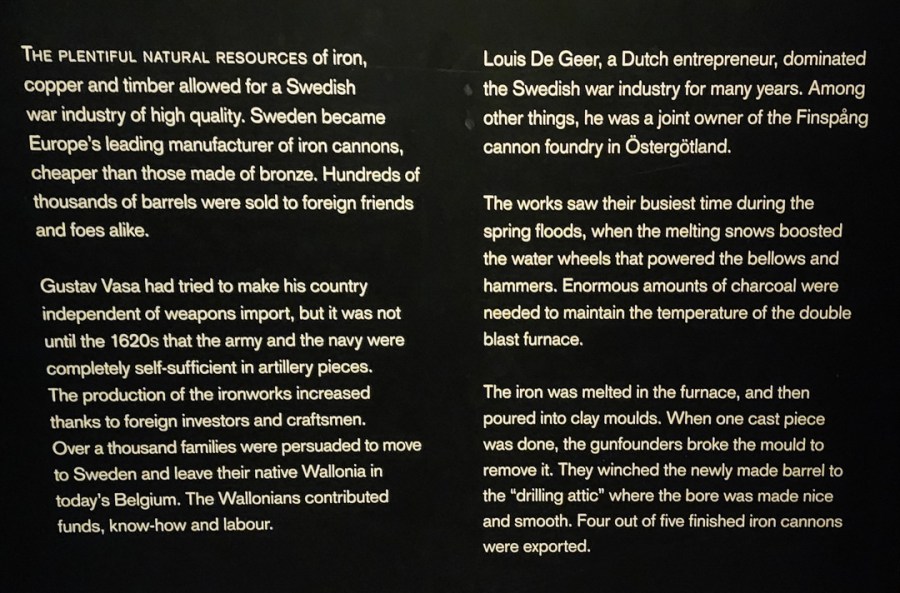 THE PLENTIFUL NATURAL RESOURCES of iron,
copper and timber allowed for a Swedish
war industry of high quality. Sweden became
Europe's leading manufacturer of iron cannons,
cheaper than those made of bronze. Hundreds of
thousands of barrels were sold to foreign friends
and foes alike.
Gustav Vasa had tried to make his country
independent of weapons import, but it was not
until the 1620s that the army and the navy were
completely self-sufficient in artillery pieces.
The production of the ironworks increased
thanks to foreign investors and craftsmen.
Over a thousand families were persuaded to move
to Sweden and leave their native Wallonia in
today's Belgium. The Wallonians contributed
funds, know-how and labour.
Louis De Geer, a Dutch entrepreneur, dominated
the Swedish war industry for many years. Among
other things, he was a joint owner of the Finspång
cannon foundry in Östergötland.
The works saw their busiest time during the
spring floods, when the melting snows boosted
the water wheels that powered the bellows and
hammers. Enormous amounts of charcoal were
needed to maintain the temperature of the double
blast furnace.
The iron was melted in the furnace, and then
poured into clay moulds. When one cast piece
was done, the gunfounders broke the mould to
remove it. They winched the newly made barrel to
the "drilling attic" where the bore was made nice
and smooth. Four out of five finished iron cannons
were exported.